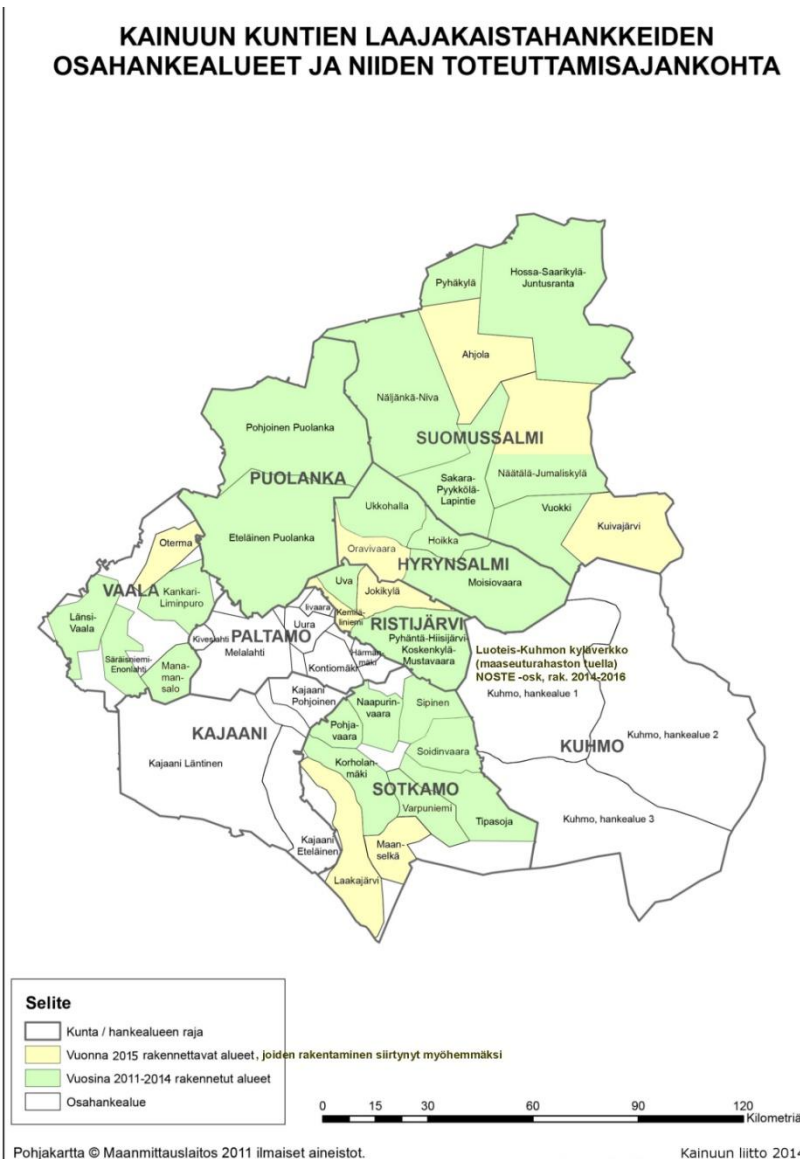 KAINUUN KUNTIEN LAAJAKAISTAHANKKEIDEN
OSAHANKEALUEET JA NIIDEN TOTEUTTAMISAJANKOHTA
Pyhäkylä
Hossa-Saarikylä-
Juntusranta
Ahjola
Näljänkä-Niva
Pohjoinen Puolanka
SUOMUSSALMI
PUOLANKA
Sakara-
Pyykkölä-
Lapintie
Näätälä-Jumaliskylä
Ukkohalla
Vuokki
Kuivajärvi
Eteläinen Puolanka
Oterma
Oravivaara
Hoikka
HYRYNSALMI
Moisiovaara
Uva
Jokikylä
VAALA
Kankari-
Liminpuro
Länsi-
Vaala
Iivaara
Kemilä-
liniemi
Uura
RISTIJÄRVI
Kiveslahti
PALTAMO
Melalahti
Pyhäntä-Hiisijärvi-
Koskenkylä-
Mustavaara
Härmän-
mäki
Kontiomäki
Säräisniemi-
Enonlahti
Mana-
man-
salo
Luoteis-Kuhmon kyläverkko
(maaseuturahaston tuella)
NOSTE -osk, rak. 2014-2016
Kuhmo, hankealue 1
Kajaani
Pohjoinen
Naapurin-
vaara
Sipinen
KAJAANI
Pohja-
vaara
Kuhmo, hankealue 2
KUHMO
Soidinvaara
Kajaani Läntinen
Korholan-
mäki
SOTKAMO
Varpuniemi
Tipasoja
Kuhmo, hankealue 3
Kajaani
Eteläinen
Maan-
selkä
Laakajärvi
Selite
Kunta / hankealueen raja
Vuonna 2015 rakennettavat alueet, joiden rakentaminen siirtynyt myöhemmäksi
Vuosina 2011-2014 rakennetut alueet
Osahankealue
0 15 30 60 90 120
Kilometriä
Pohjakartta © Maanmittauslaitos 2011 ilmaiset aineistot.
Kainuun liitto 2014